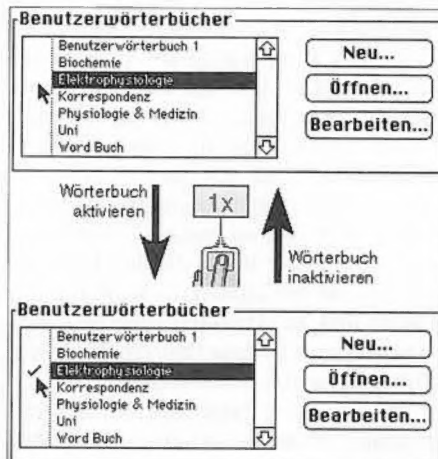 Benutzerwörterbücher
Benutzerwörterbuch 1
Biochemie
Elektrophysiologie
Korrespondenz
Physiologie & Medizin
Uni
Word Buch
Neu...
Öffnen...
Bearbeiten...
Wörterbuch
aktivieren
1x
Wörterbuch
inaktivieren
Benutzerwörterbücher
Benutzerwörterbuch 1
Biochemie
Elektrophysiologie
Korrespondenz
Physiologie & Medizin
Uni
Word Buch
Neu...
Öffnen...
Bearbeiten...